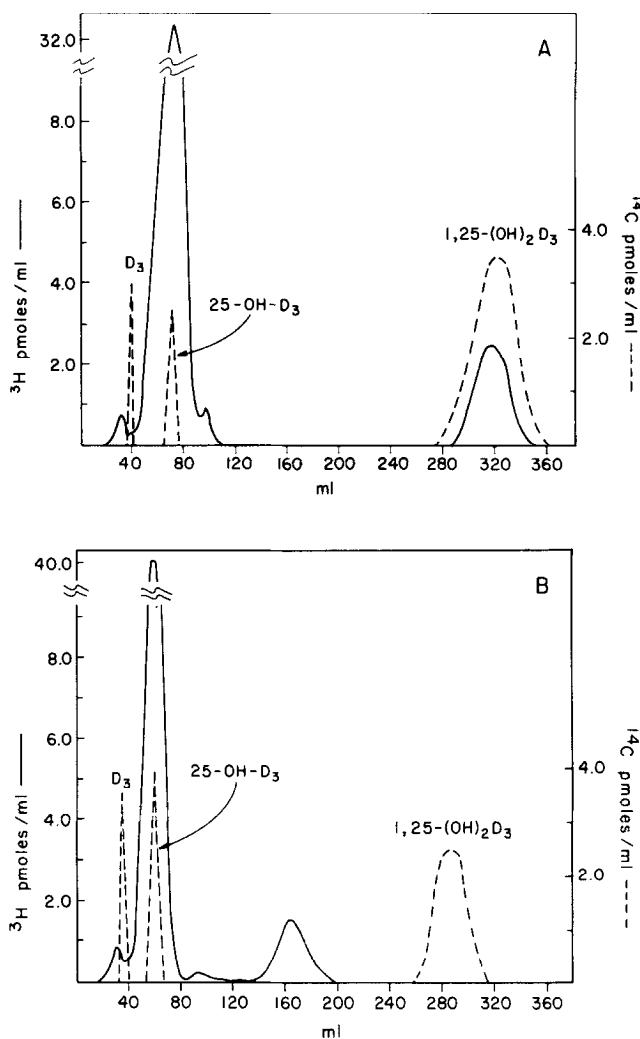 A
32.0
8.0
6.0
4.0
2.0
³H pmoles/ml
D₃
25-OH-D₃
1,25-(OH)₂D₃
4.0
2.0
¹⁴C pmoles/ml
40 80 120 160 200 240 280 320 360
ml
B
40.0
8.0
6.0
4.0
2.0
³H pmoles/ml
D₃
25-OH-D₃
1,25-(OH)₂D₃
4.0
2.0
¹⁴C pmoles/ml
40 80 120 160 200 240 280 320 360
ml